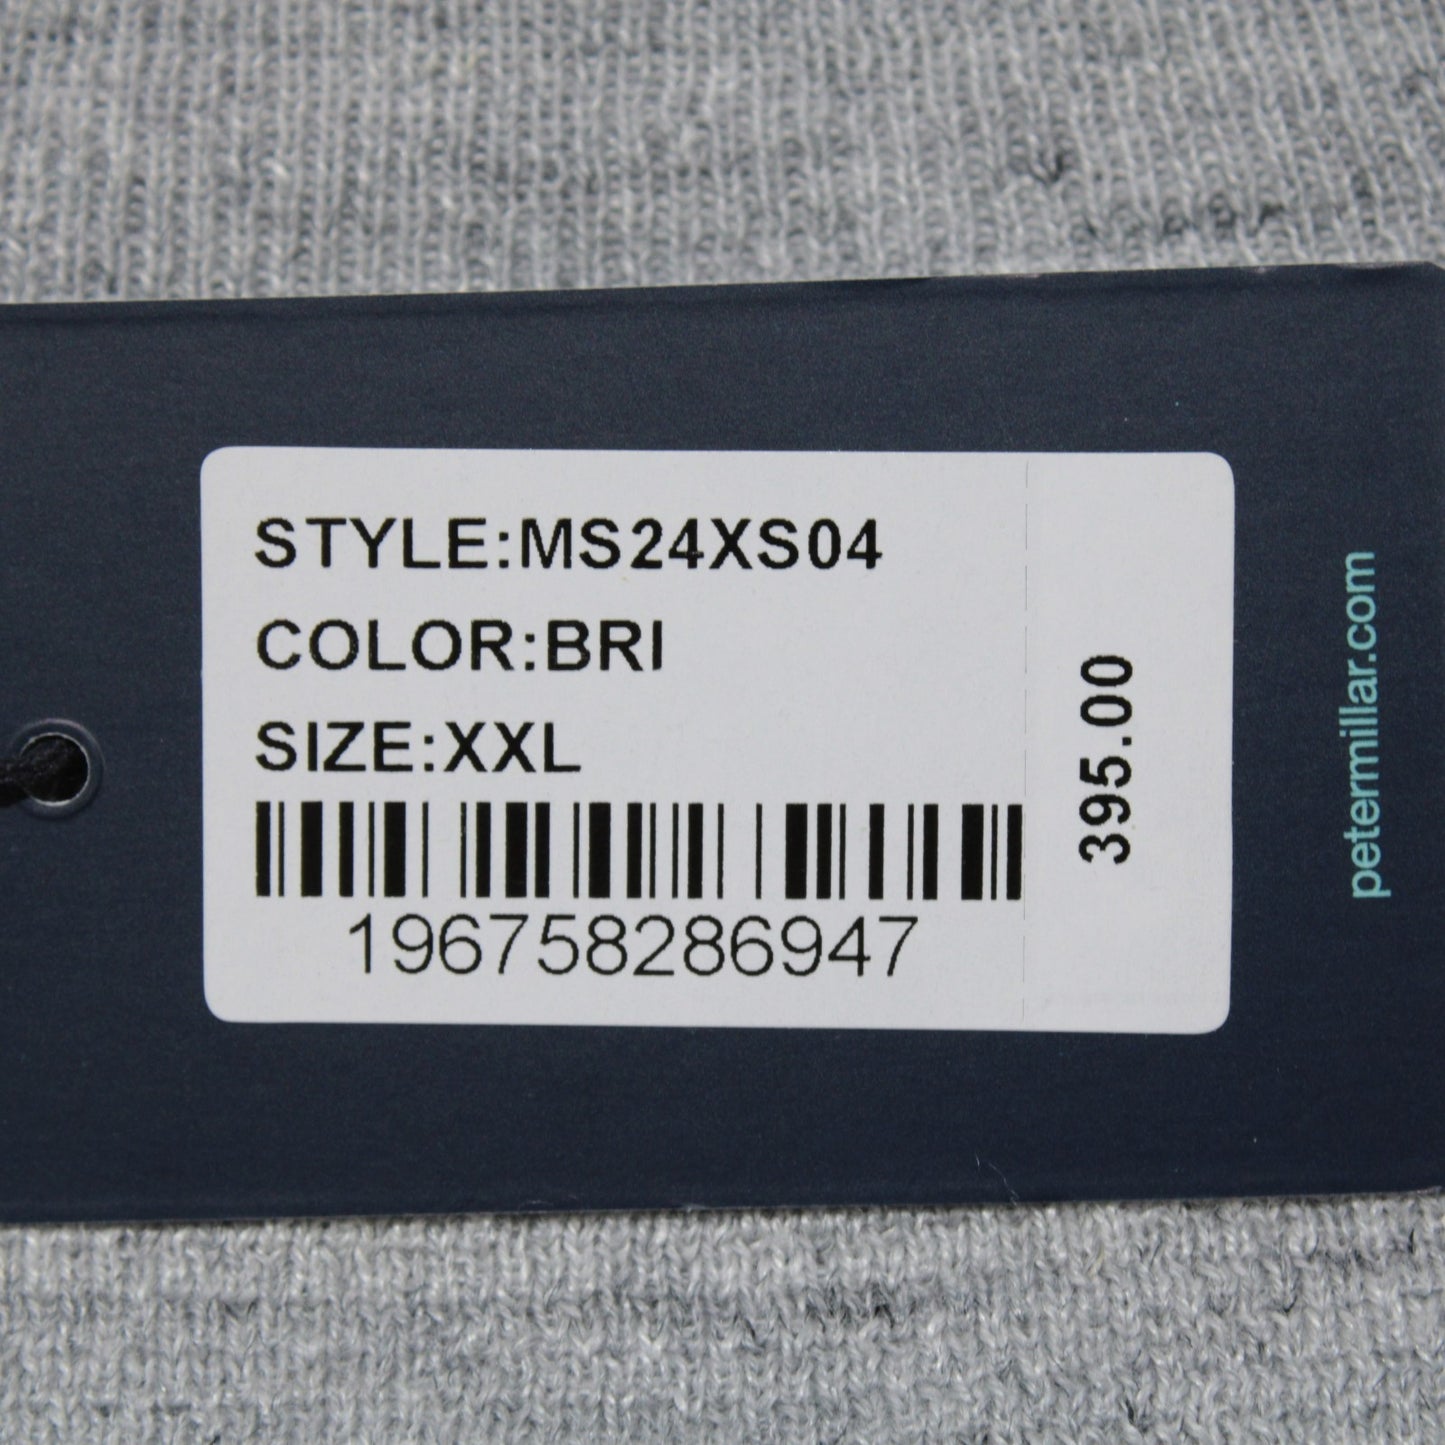 STYLE:MS24XS04
COLOR:BRI
SIZE:XXL
196758286947
395.00
petermillar.com